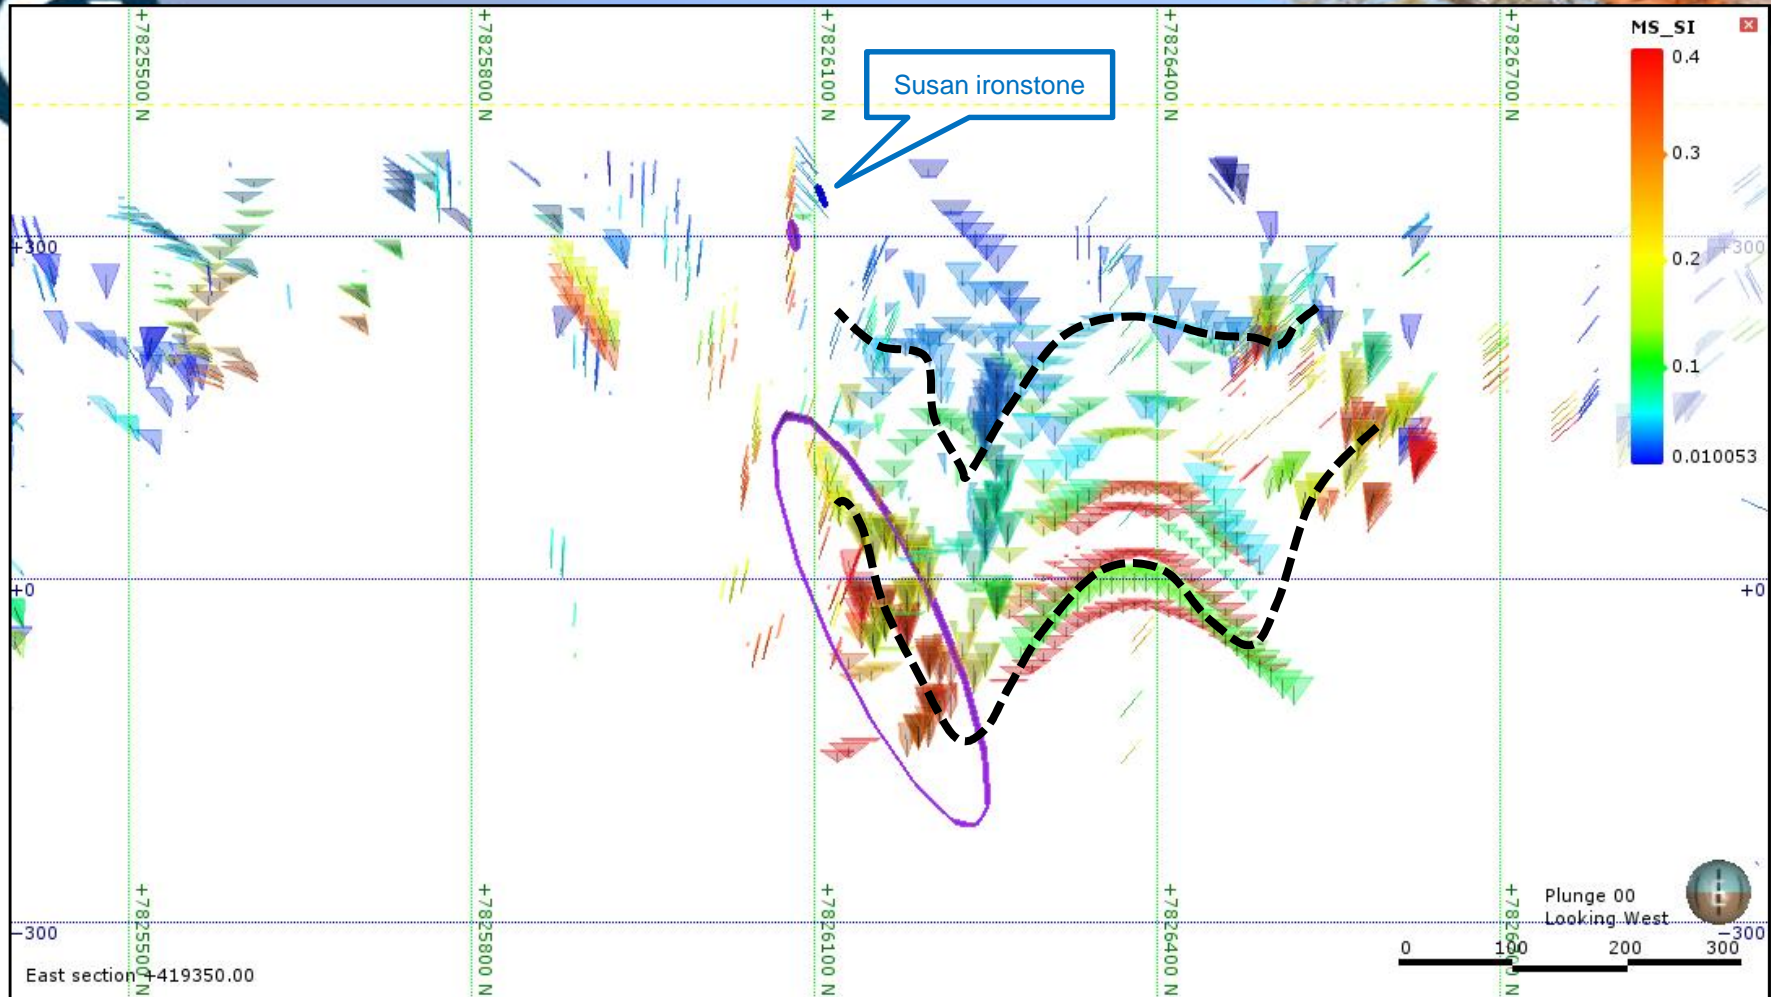 +7825500 N
+7825800 N
+7826100 N
+7826400 N
+7826700 N
MS_SI
0.4
0.3
0.2
0.1
0.010053
Susan ironstone
+300
+300
+0
+0
-300
-300
+7825500 N
+7825800 N
+7826100 N
+7826400 N
+7826700 N
Plunge 00
Looking West
0 100 200 300
East section +419350.00